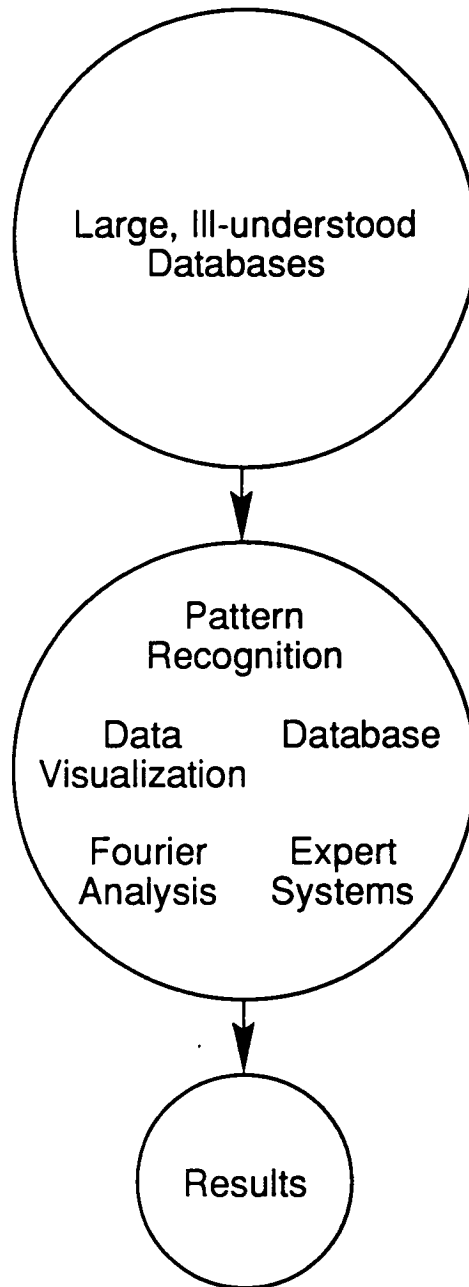 Large, Ill-understood
Databases
Pattern
Recognition
Data
Visualization
Database
Fourier
Analysis
Expert
Systems
Results